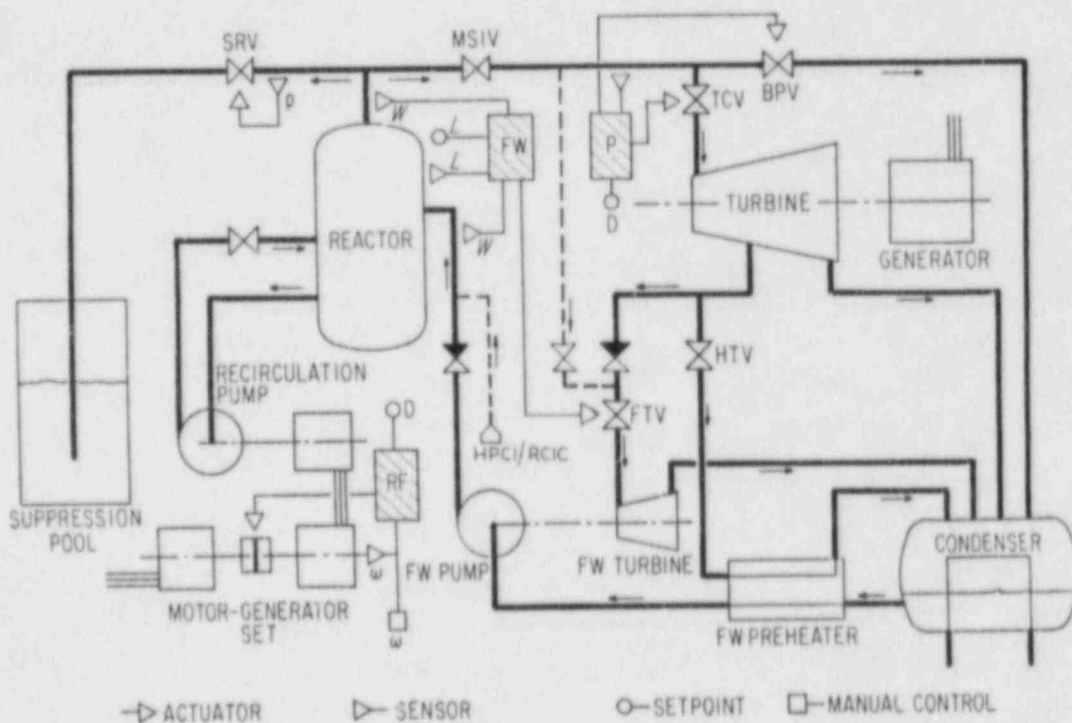 SRV
MSIV
P
W
L
FW
L
W
P
D
TCV
BPV
TURBINE
GENERATOR
REACTOR
HTV
FTV
RECIRCULATION
PUMP
D
HPCI/RCIC
RF
SUPPRESSION
POOL
ω
FW PUMP
FW TURBINE
CONDENSER
MOTOR-GENERATOR
SET
ω
FW PREHEATER
ACTUATOR
SENSOR
SETPOINT
MANUAL CONTROL